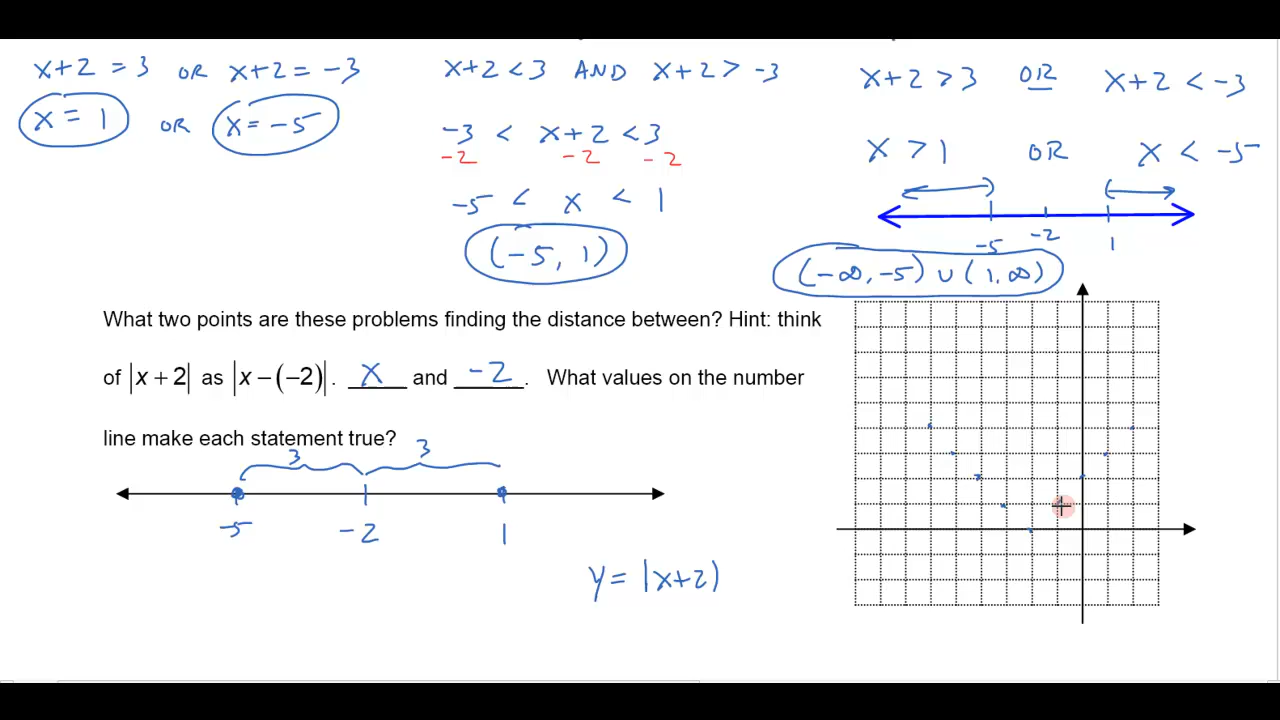 x+2 = 3 OR x+2 = -3
x = 1 OR x = -5
x+2 < 3 AND x+2 > -3
-3 < x+2 < 3
-2 -2 -2
-5 < x < 1
(-5, 1)
x+2 > 3 OR x+2 < -3
x > 1 OR x < -5
-5 -2 1
(-∞, -5) ∪ (1, ∞)
What two points are these problems finding the distance between? Hint: think
of |x + 2| as |x - (-2)|. x and -2. What values on the number
line make each statement true?
3 3
-5 -2 1
y = |x+2)